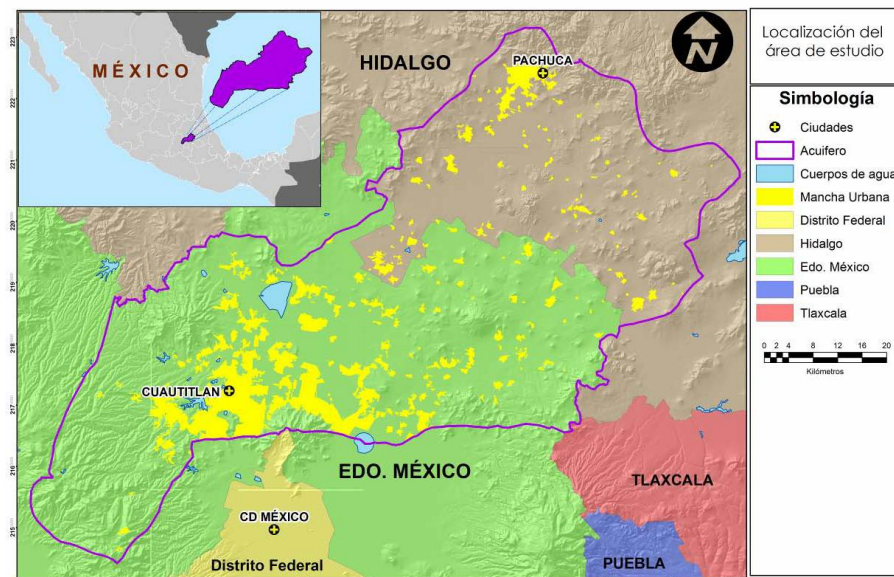 MÉXICO
HIDALGO
PACHUCA
N
CUAUTITLAN
EDO. MÉXICO
CD MÉXICO
Distrito Federal
TLAXCALA
PUEBLA
Localización del
área de estudio
Simbología
Ciudades
Acuifero
Cuerpos de agua
Mancha Urbana
Distrito Federal
Hidalgo
Edo. México
Puebla
Tlaxcala
0 2 4 8 12 16 20
Kilómetros